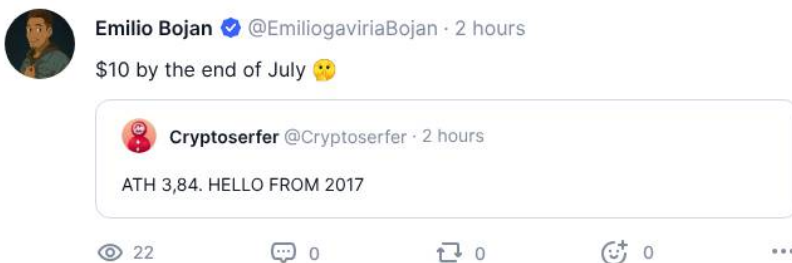 Emilio Bojan @EmiliogaviriaBojan · 2 hours
$10 by the end of July 🤫
Cryptoserfer @Cryptoserfer · 2 hours
ATH 3,84. HELLO FROM 2017
22 0 0 0